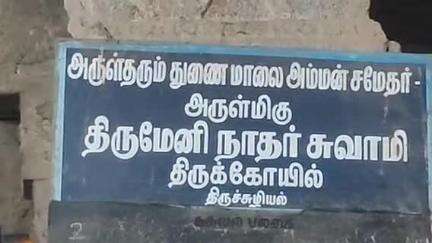 அருள்தரும் துணை மாலை அம்மன் சமேதர் -
அருள்மிகு
திருமேனி நாதர் சுவாமி
திருக்கோயில்
திருச்சுழியல்